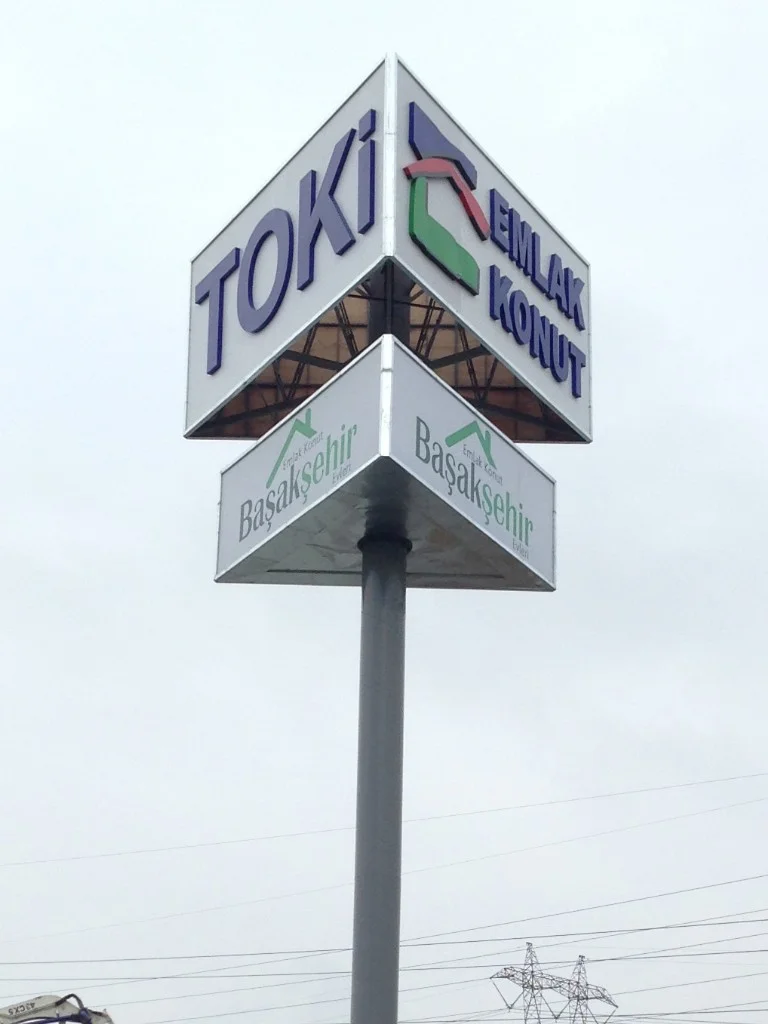 TOKİ
EMLAK
KONUT
Emlak Konut
Başakşehir
Evleri
Emlak Konut
Başakşehir
Evleri